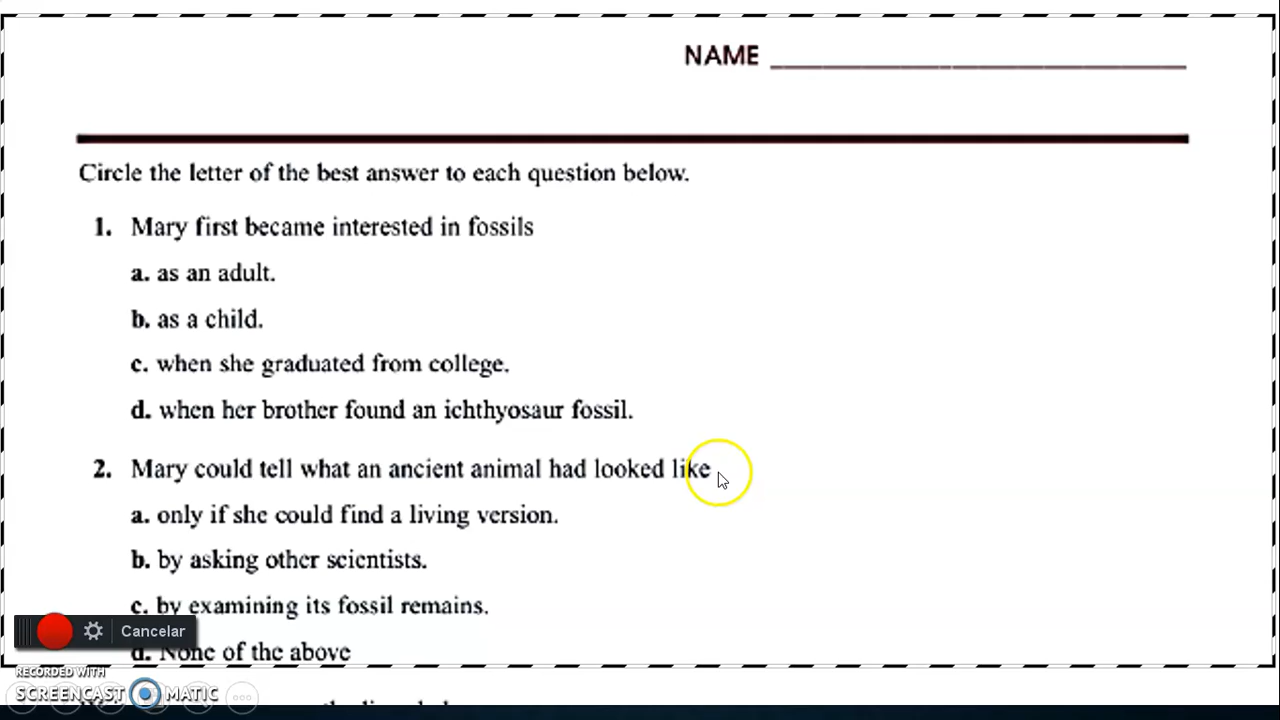 NAME
Circle the letter of the best answer to each question below.
1. Mary first became interested in fossils
a. as an adult.
b. as a child.
c. when she graduated from college.
d. when her brother found an ichthyosaur fossil.
2. Mary could tell what an ancient animal had looked like
a. only if she could find a living version.
b. by asking other scientists.
c. by examining its fossil remains.
d. None of the above
Cancelar
RECORDED WITH
SCREENCAST MATIC